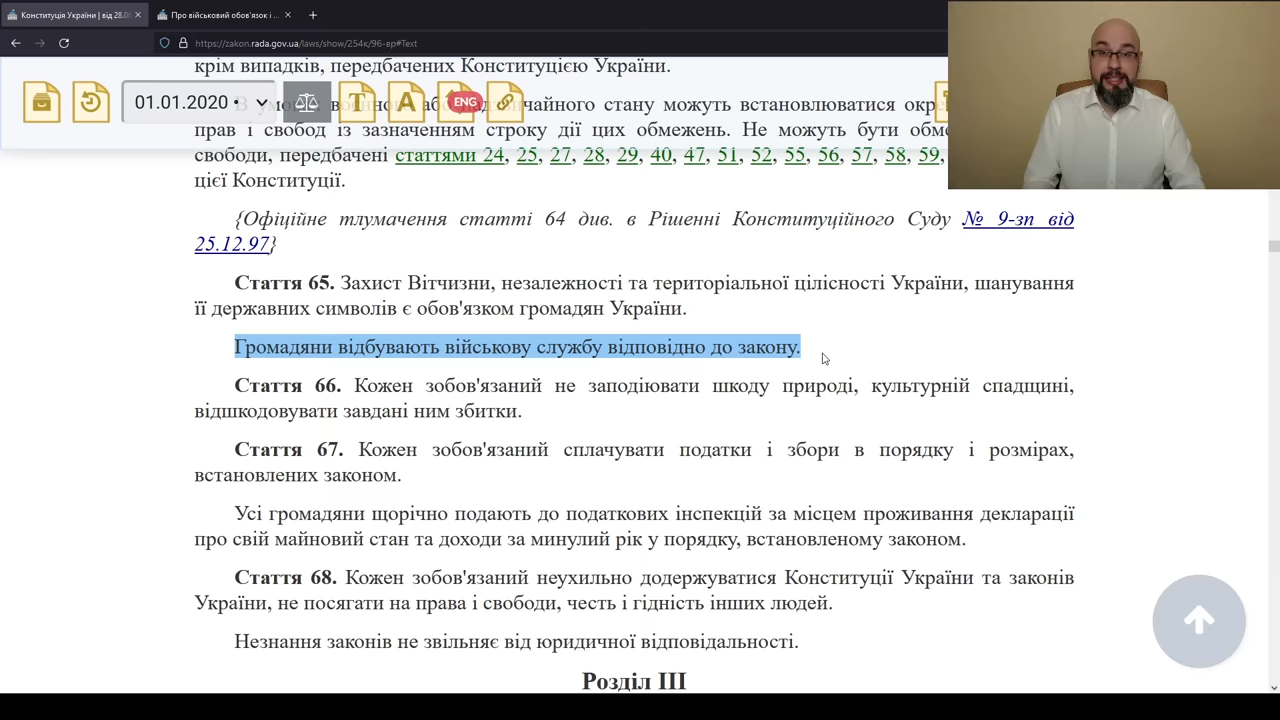 Конституція України | від 28.0
Про військовий обов'язок і ...
https://zakon.rada.gov.ua/laws/show/254к/96-вр#Text
крім випадків, передбачених Конституцією України.
01.01.2020 •
ENG
прав і свобод із зазначенням строку дії цих обмежень. Не можуть бути обме
свободи, передбачені статтями 24, 25, 27, 28, 29, 40, 47, 51, 52, 55, 56, 57, 58, 59,
цієї Конституції.
{Офіційне тлумачення статті 64 див. в Рішенні Конституційного Суду № 9-зп від
25.12.97}
Стаття 65. Захист Вітчизни, незалежності та територіальної цілісності України, шанування
її державних символів є обов'язком громадян України.
Громадяни відбувають військову службу відповідно до закону.
Стаття 66. Кожен зобов'язаний не заподіювати шкоду природі, культурній спадщині,
відшкодовувати завдані ним збитки.
Стаття 67. Кожен зобов'язаний сплачувати податки і збори в порядку і розмірах,
встановлених законом.
Усі громадяни щорічно подають до податкових інспекцій за місцем проживання декларації
про свій майновий стан та доходи за минулий рік у порядку, встановленому законом.
Стаття 68. Кожен зобов'язаний неухильно додержуватися Конституції України та законів
України, не посягати на права і свободи, честь і гідність інших людей.
Незнання законів не звільняє від юридичної відповідальності.
Розділ III